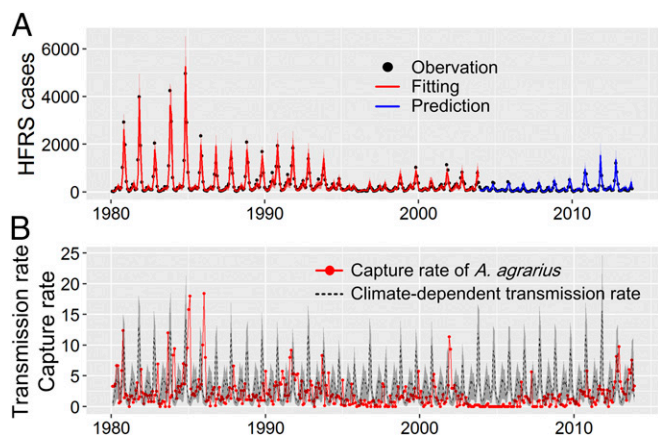 A
HFRS cases
6000
4000
2000
0
Obervation
Fitting
Prediction
1980
1990
2000
2010
B
Transmission rate
Capture rate
25
20
15
10
5
0
Capture rate of A. agrarius
Climate-dependent transmission rate
1980
1990
2000
2010